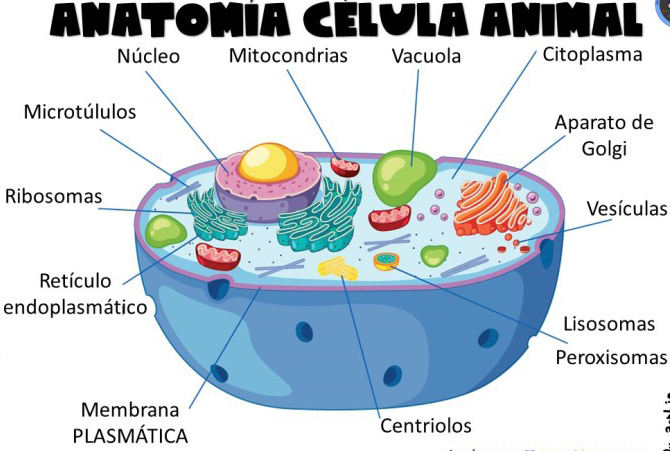 ANATOMÍA CÉLULA ANIMAL
Núcleo
Mitocondrias
Vacuola
Citoplasma
Microtúlulos
Aparato de
Golgi
Ribosomas
Vesículas
Retículo
endoplasmático
Lisosomas
Peroxisomas
Membrana
PLASMÁTICA
Centriolos